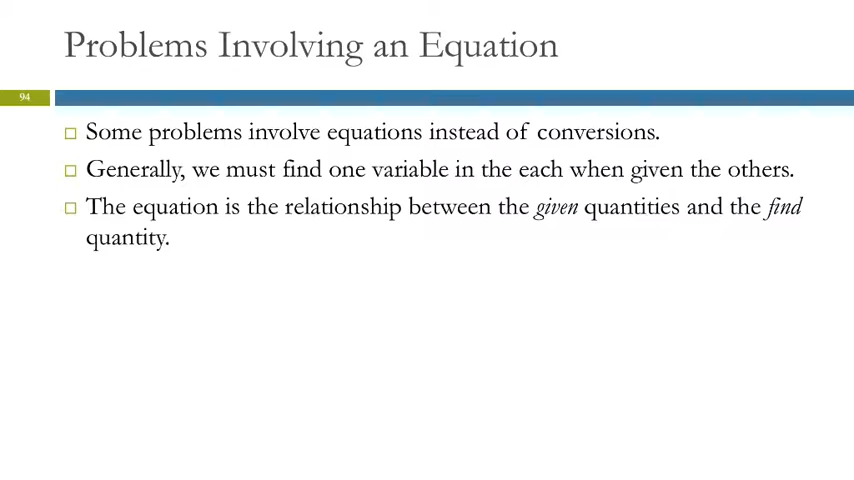 Problems Involving an Equation
94
Some problems involve equations instead of conversions.
Generally, we must find one variable in the each when given the others.
The equation is the relationship between the given quantities and the find
quantity.